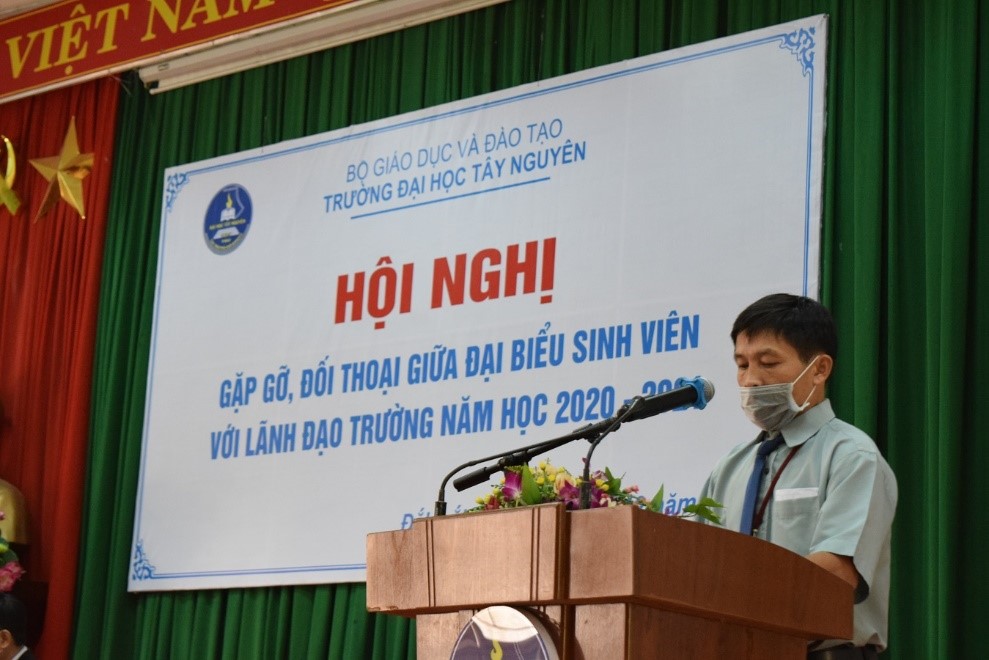 VIỆT NAM
BỘ GIÁO DỤC VÀ ĐÀO TẠO
TRƯỜNG ĐẠI HỌC TÂY NGUYÊN
HỘI NGHỊ
GẶP GỠ, ĐỐI THOẠI GIỮA ĐẠI BIỂU SINH VIÊN
VỚI LÃNH ĐẠO TRƯỜNG NĂM HỌC 2020 -
năm